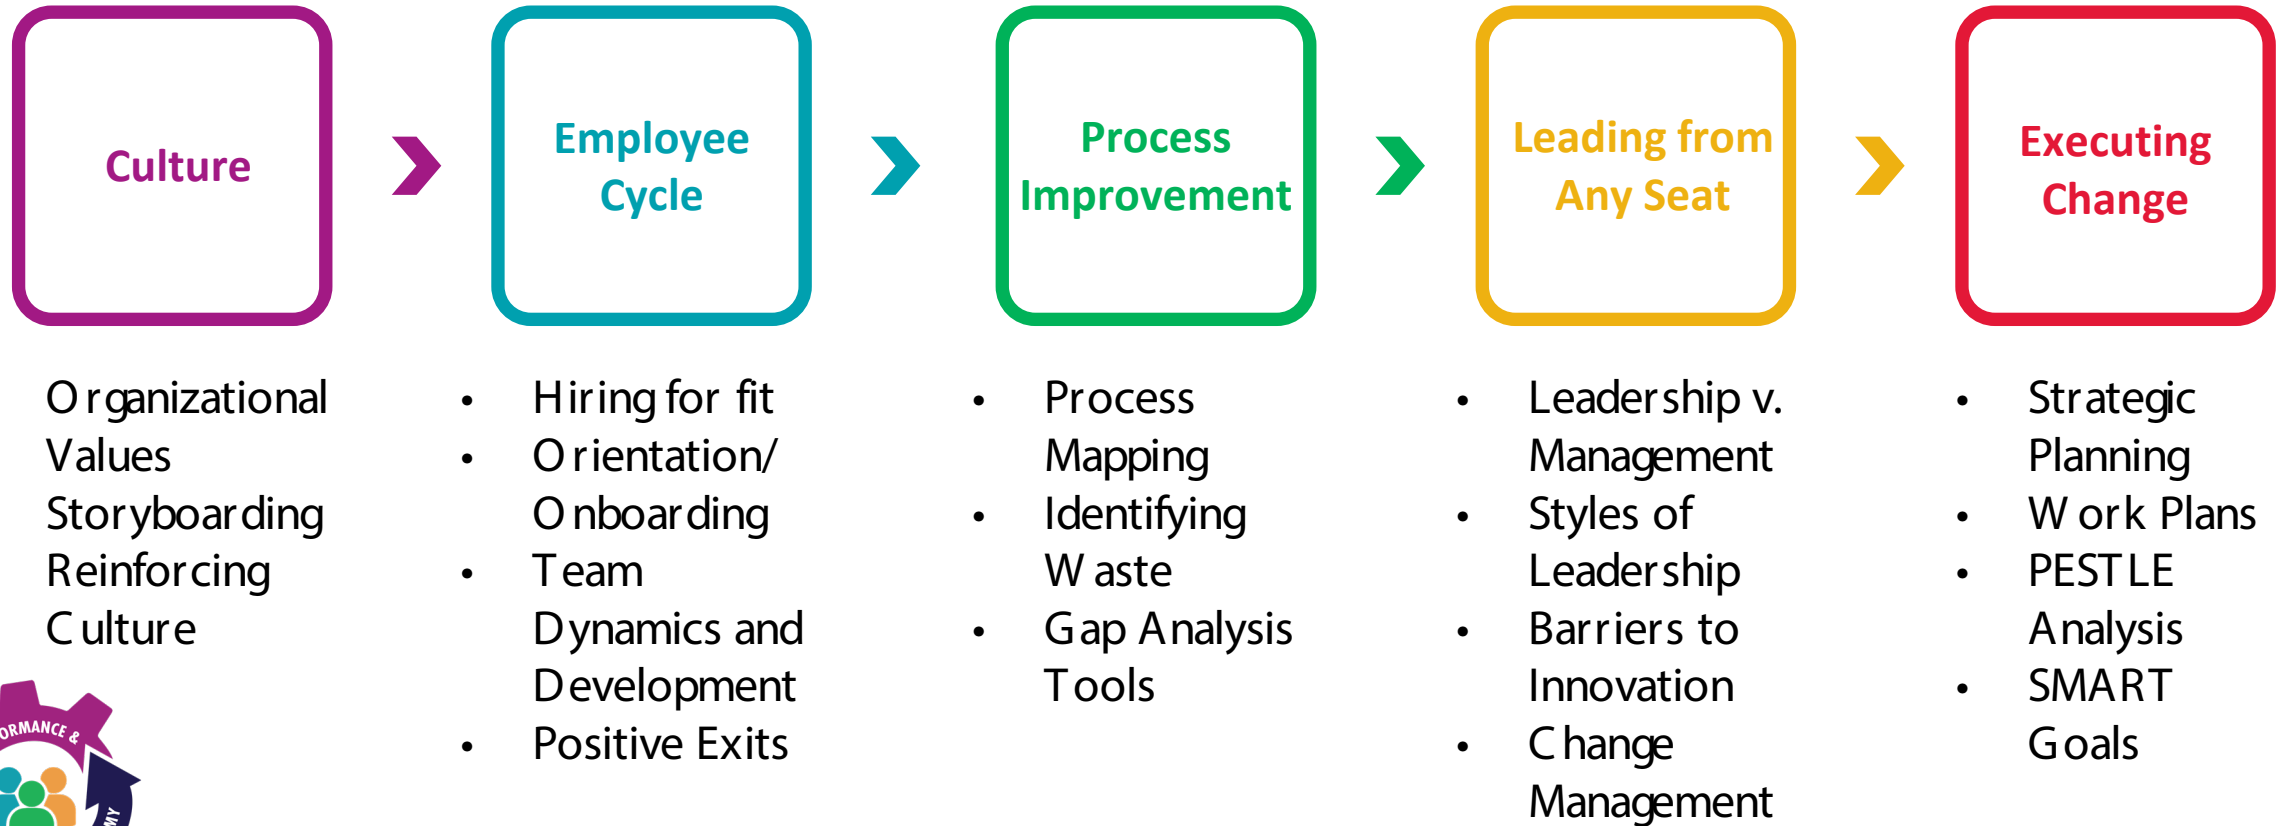 Culture
Employee
Cycle
Process
Improvement
Leading from
Any Seat
Executing
Change
Organizational
Values
Storyboarding
Reinforcing
Culture
• Hiring for fit
• Orientation/
Onboarding
• Team
Dynamics and
Development
• Positive Exits
• Process
Mapping
• Identifying
Waste
• Gap Analysis
Tools
• Leadership v.
Management
• Styles of
Leadership
• Barriers to
Innovation
• Change
Management
• Strategic
Planning
• Work Plans
• PESTLE
Analysis
• SMART
Goals
ORMANCE &
MY